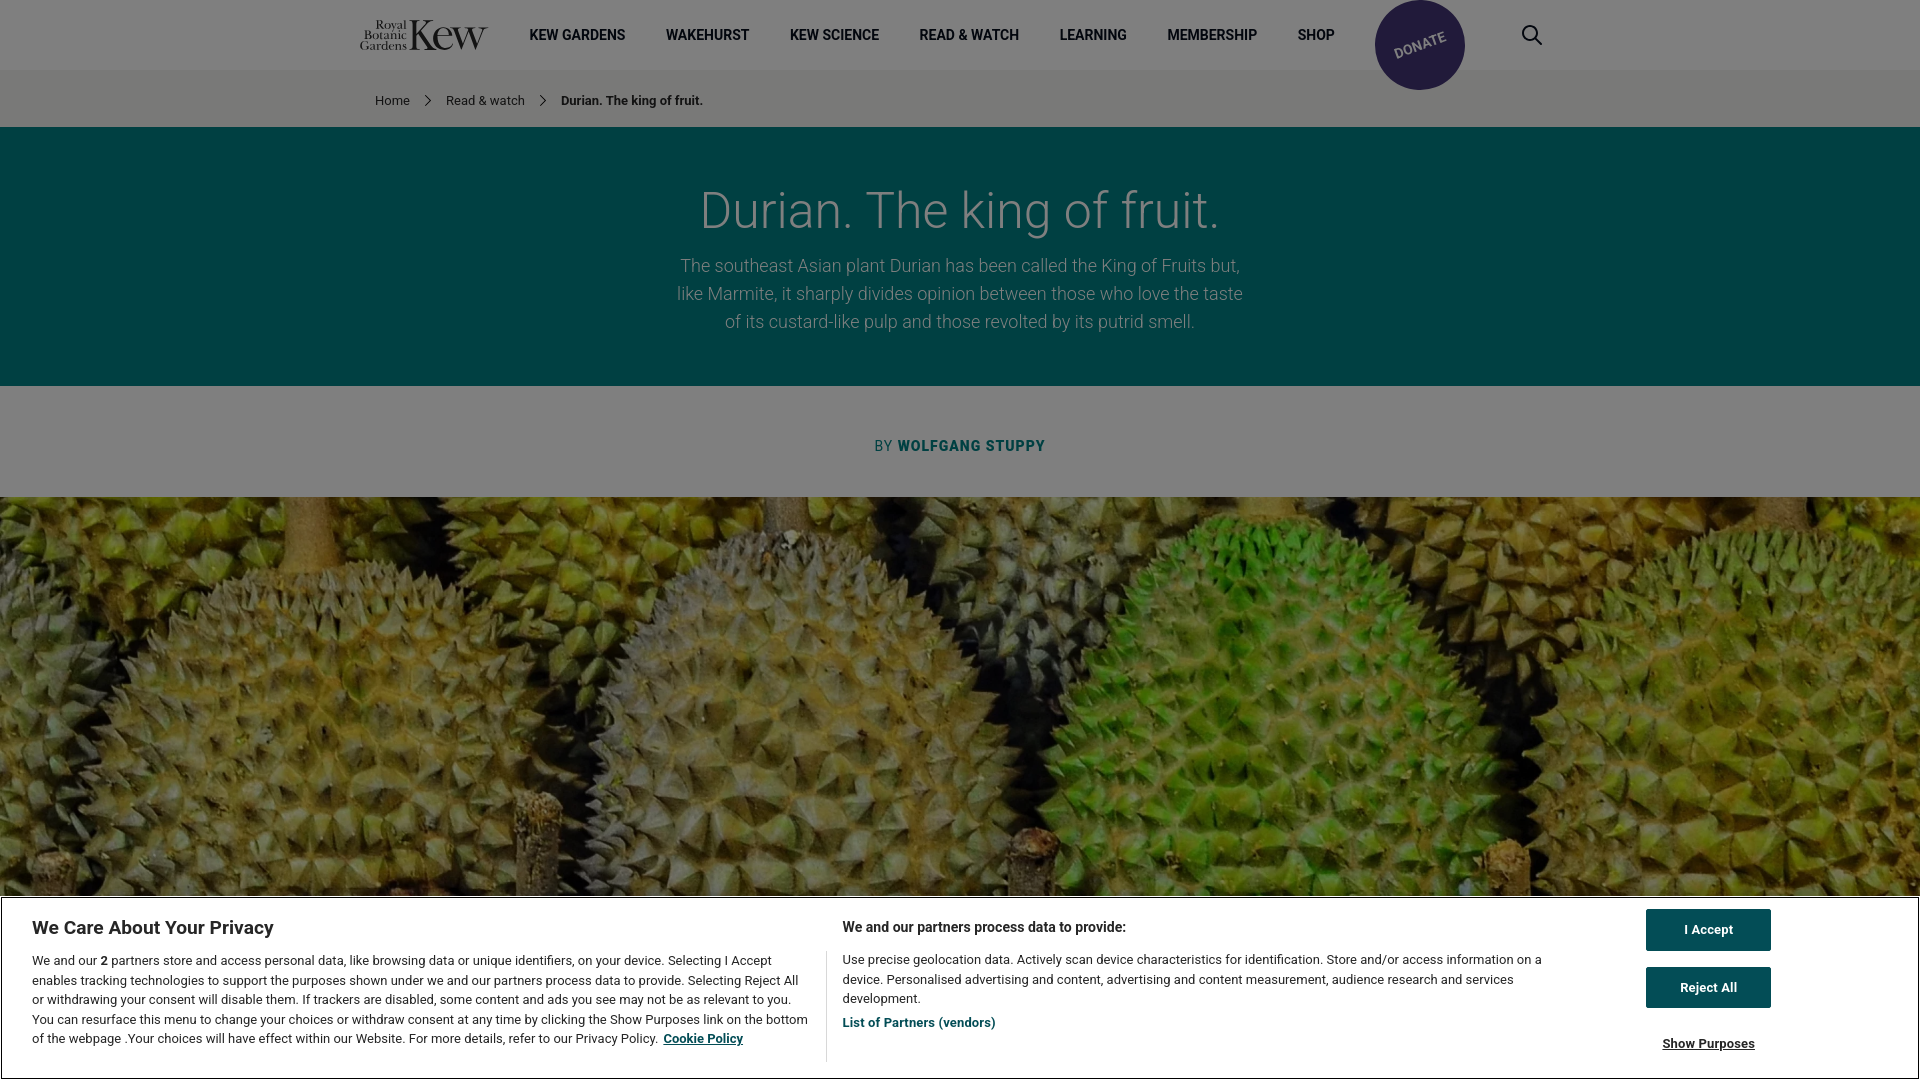 Royal
Botanic
Gardens
Kew
KEW GARDENS
WAKEHURST
KEW SCIENCE
READ & WATCH
LEARNING
MEMBERSHIP
SHOP
DONATE
Home
Read & watch
Durian. The king of fruit.
Durian. The king of fruit.
The southeast Asian plant Durian has been called the King of Fruits but,
like Marmite, it sharply divides opinion between those who love the taste
of its custard-like pulp and those revolted by its putrid smell.
BY WOLFGANG STUPPY
We Care About Your Privacy
We and our 2 partners store and access personal data, like browsing data or unique identifiers, on your device. Selecting I Accept
enables tracking technologies to support the purposes shown under we and our partners process data to provide. Selecting Reject All
or withdrawing your consent will disable them. If trackers are disabled, some content and ads you see may not be as relevant to you.
You can resurface this menu to change your choices or withdraw consent at any time by clicking the Show Purposes link on the bottom
of the webpage .Your choices will have effect within our Website. For more details, refer to our Privacy Policy. Cookie Policy
We and our partners process data to provide:
Use precise geolocation data. Actively scan device characteristics for identification. Store and/or access information on a
device. Personalised advertising and content, advertising and content measurement, audience research and services
development.
List of Partners (vendors)
I Accept
Reject All
Show Purposes